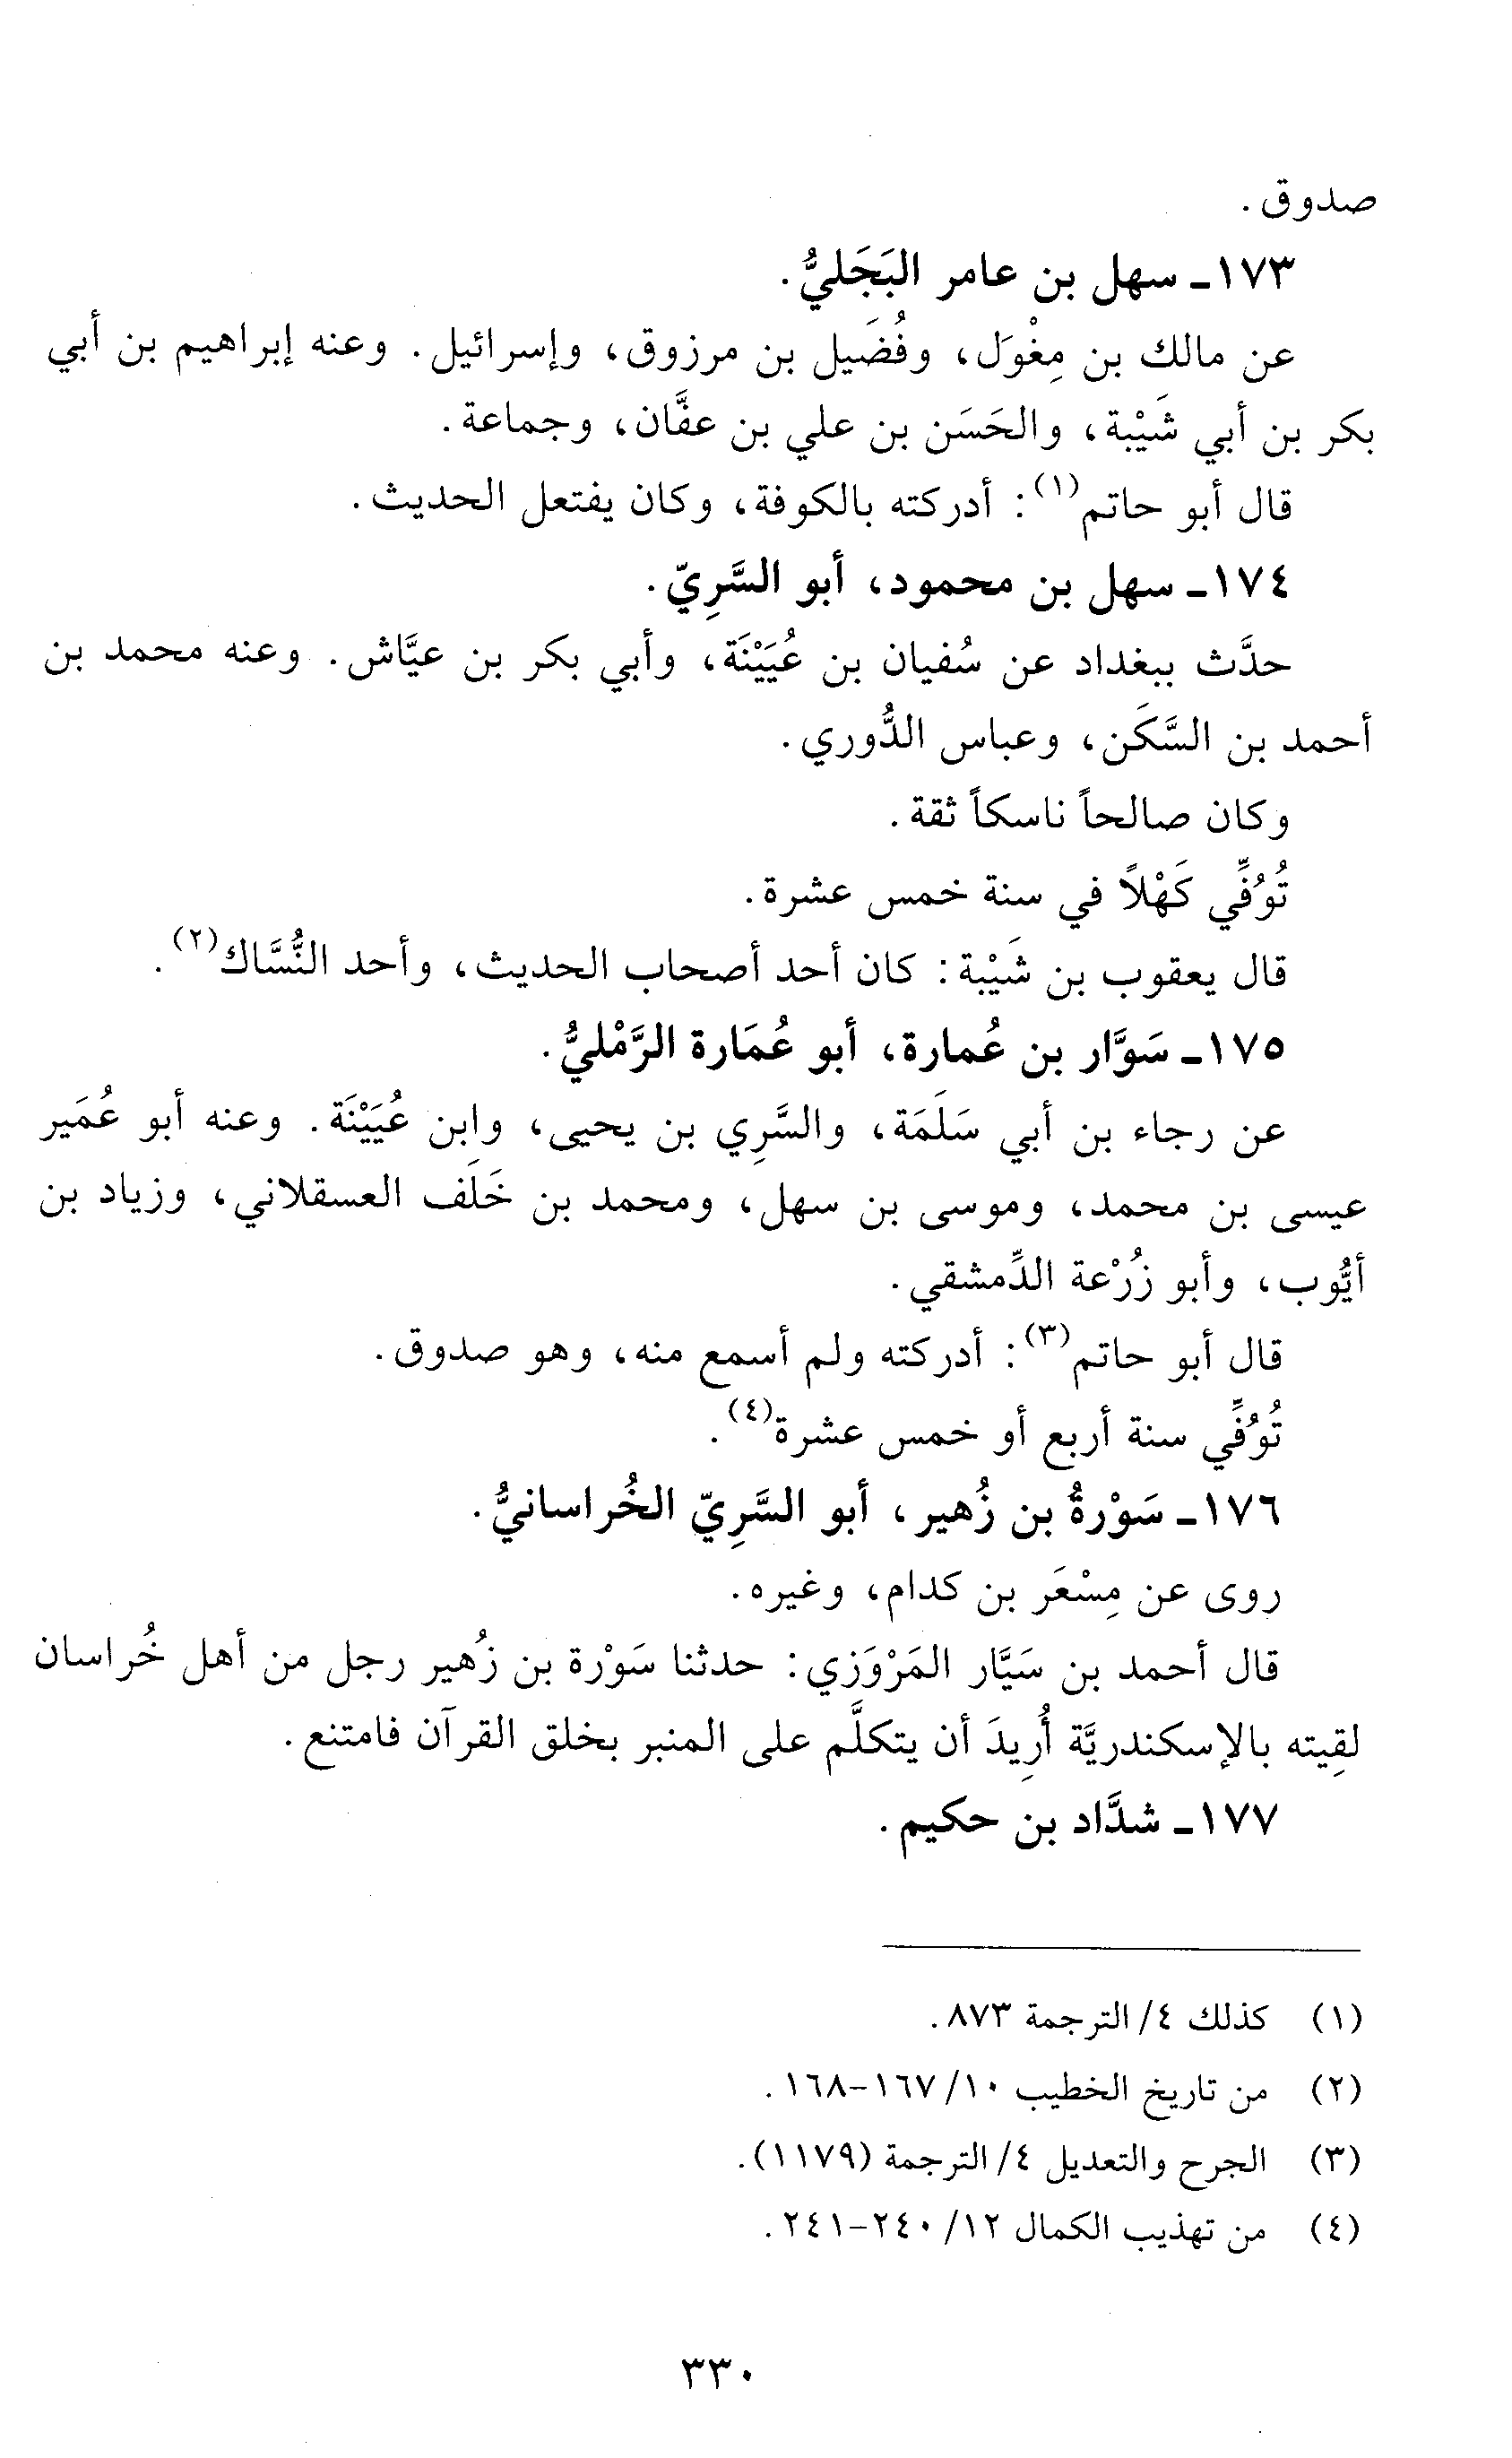 صدوق.
١٧٣ـ سهل بن عامر البَجَليُّ.
عن مالك بن مِغْوَل، وفُضَيل بن مرزوق، وإسرائيل. وعنه إبراهيم بن أبي
بكر بن أبي شَيْبة، والحَسَن بن علي بن عفَّان، وجماعة.
قال أبو حاتم(١): أدركته بالكوفة، وكان يفتعل الحديث.
١٧٤ـ سهل بن محمود، أبو السَّرِيّ.
حدَّث ببغداد عن سُفيان بن عُيَيْنَة، وأبي بكر بن عيَّاش. وعنه محمد بن
أحمد بن السَّكَن، وعباس الدُّوري.
وكان صالحاً ناسكاً ثقة.
تُوُفِّي كَهْلاً في سنة خمس عشرة.
قال يعقوب بن شَيْبة: كان أحد أصحاب الحديث، وأحد النُّسَّاك(٢).
١٧٥ـ سَوَّار بن عُمارة، أبو عُمَارة الرَّمْليُّ.
عن رجاء بن أبي سَلَمَة، والسَّرِي بن يحيى، وابن عُيَيْنَة. وعنه أبو عُمَير
عيسى بن محمد، وموسى بن سهل، ومحمد بن خَلَف العسقلاني، وزياد بن
أيُّوب، وأبو زُرْعة الدِّمشقي.
قال أبو حاتم(٣): أدركته ولم أسمع منه، وهو صدوق.
تُوُفِّي سنة أربع أو خمس عشرة(٤).
١٧٦ـ سَوْرةُ بن زُهير، أبو السَّرِيّ الخُراسانيُّ.
روى عن مِسْعَر بن كدام، وغيره.
قال أحمد بن سَيَّار المَرْوَزي: حدثنا سَوْرة بن زُهير رجل من أهل خُراسان
لقِيته بالإسكندريَّة أُرِيدَ أن يتكلَّم على المنبر بخلق القرآن فامتنع.
١٧٧ـ شدَّاد بن حكيم.
(١) كذلك ٤/ الترجمة ٨٧٣.
(٢) من تاريخ الخطيب ١٠/ ١٦٧-١٦٨.
(٣) الجرح والتعديل ٤/ الترجمة (١١٧٩).
(٤) من تهذيب الكمال ١٢/ ٢٤٠-٢٤١.
٣٣٠